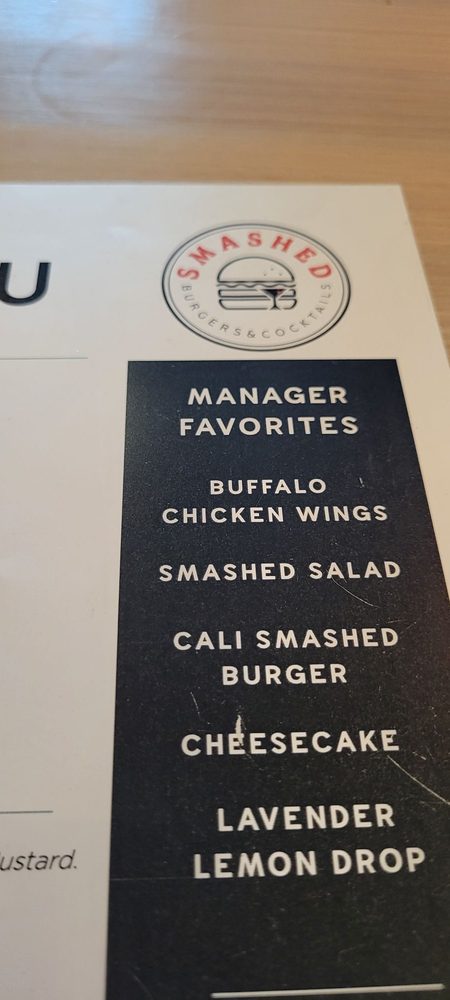 U
SMASHED
BURGERS & COCKTAILS
MANAGER
FAVORITES
BUFFALO
CHICKEN WINGS
SMASHED SALAD
CALI SMASHED
BURGER
CHEESECAKE
ustard.
LAVENDER
LEMON DROP